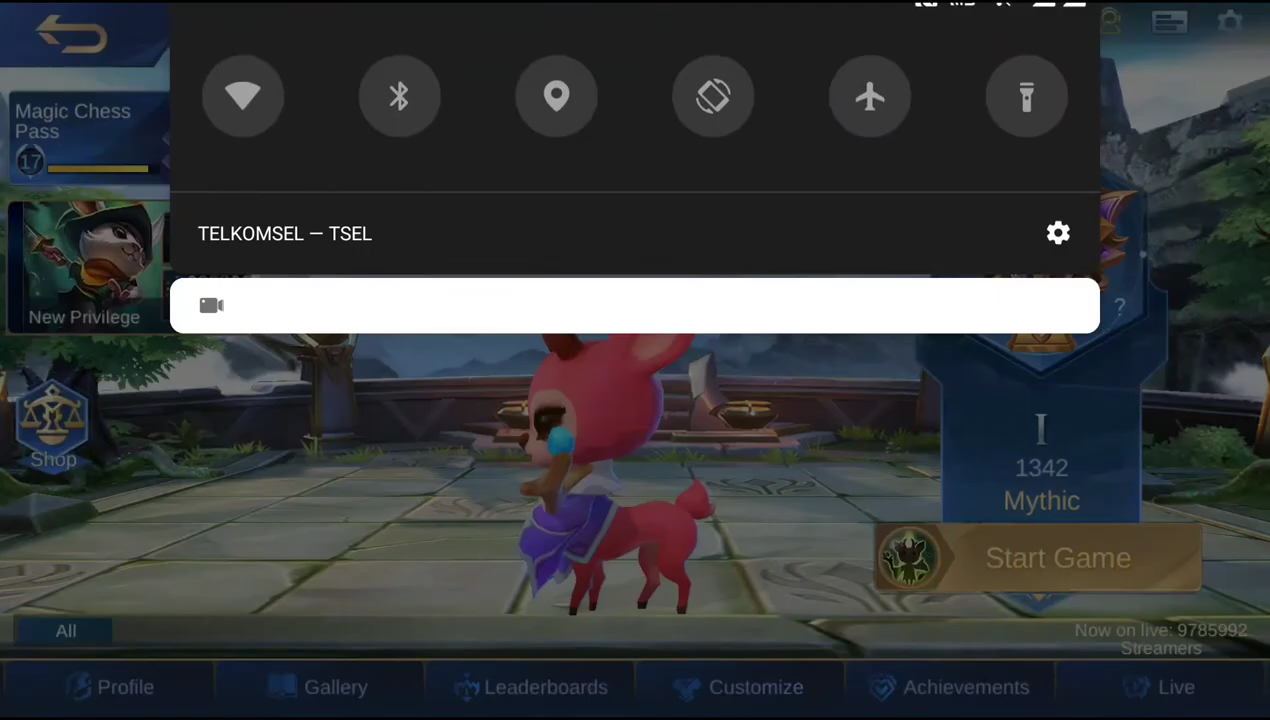 Magic Chess
Pass
17
TELKOMSEL — TSEL
New Privilege
?
Shop
I
1342
Mythic
Start Game
All
Now on live: 9785992
Streamers
Profile
Gallery
Leaderboards
Customize
Achievements
Live